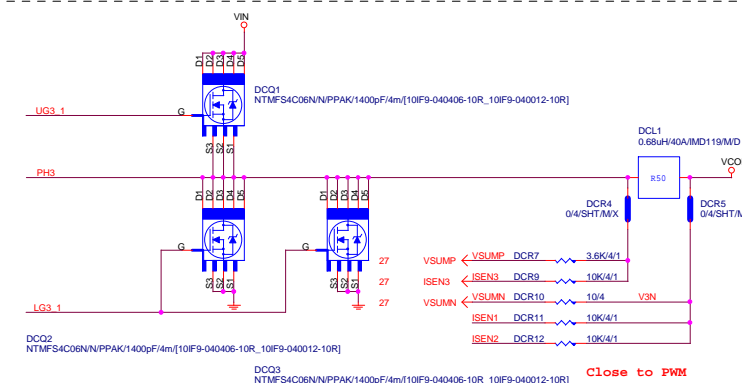 VIN
D1 D2 D3 D4 D5
DCQ1
NTMFS4C06N/N/PPAK/1400pF/4m/[10IF9-040406-10R_10IF9-040012-10R]
UG3_1
G
S3 S2 S1
DCL1
0.68uH/40A/IMD119/M/D
VCO
PH3
R50
D1 D2 D3 D4 D5
D1 D2 D3 D4 D5
DCR4
0/4/SHT/M/X
DCR5
0/4/SHT/M
G
G
27 VSUMP VSUMP DCR7 3.6K/4/1
S3 S2 S1
S3 S2 S1
27 ISEN3 ISEN3 DCR9 10K/4/1
27 VSUMN VSUMN DCR10 10/4 V3N
LG3_1
ISEN1 DCR11 10K/4/1
ISEN2 DCR12 10K/4/1
DCQ2
NTMFS4C06N/N/PPAK/1400pF/4m/[10IF9-040406-10R_10IF9-040012-10R]
DCQ3
NTMFS4C06N/N/PPAK/1400pF/4m/[10IF9-040406-10R_10IF9-040012-10R]
Close to PWM